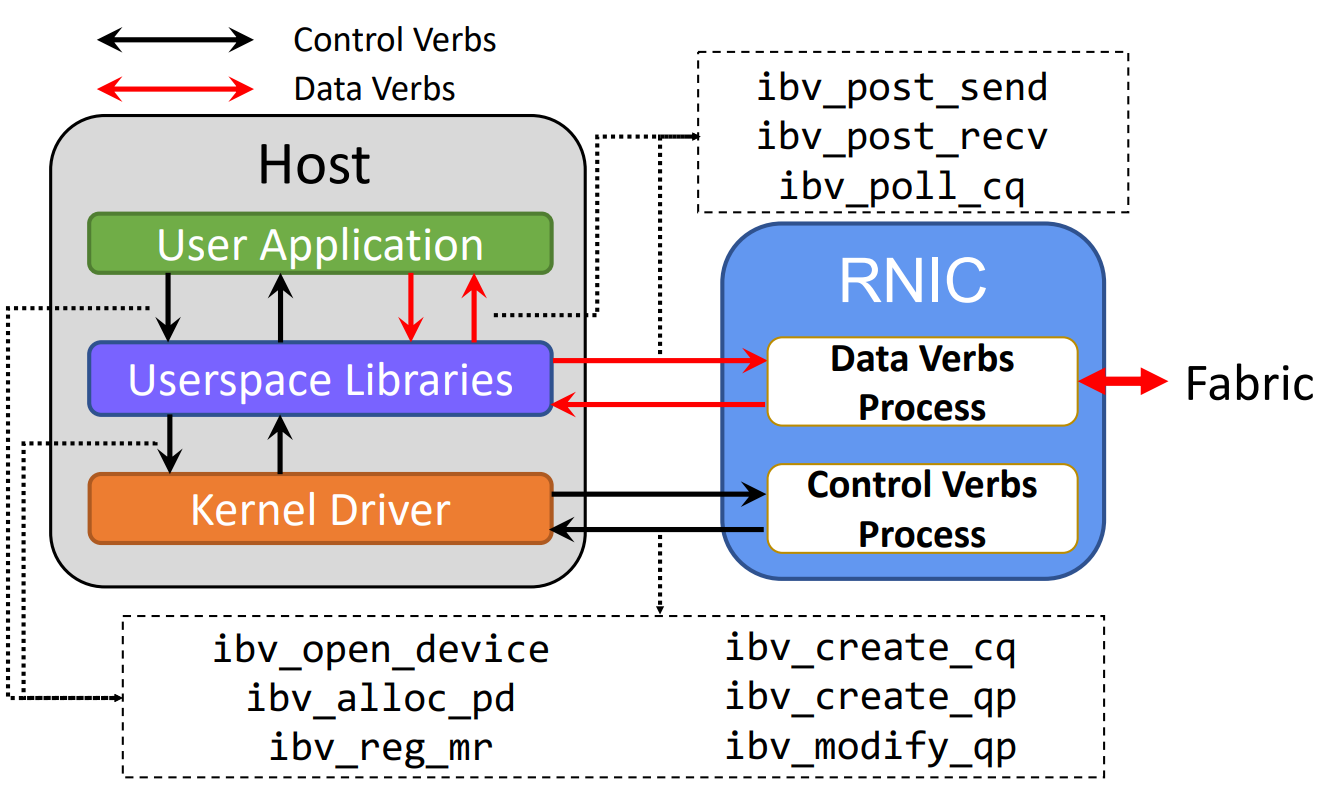 Control Verbs
Data Verbs
Host
User Application
Userspace Libraries
Kernel Driver
ibv_post_send
ibv_post_recv
ibv_poll_cq
RNIC
Data Verbs
Process
Control Verbs
Process
Fabric
ibv_open_device
ibv_alloc_pd
ibv_reg_mr
ibv_create_cq
ibv_create_qp
ibv_modify_qp